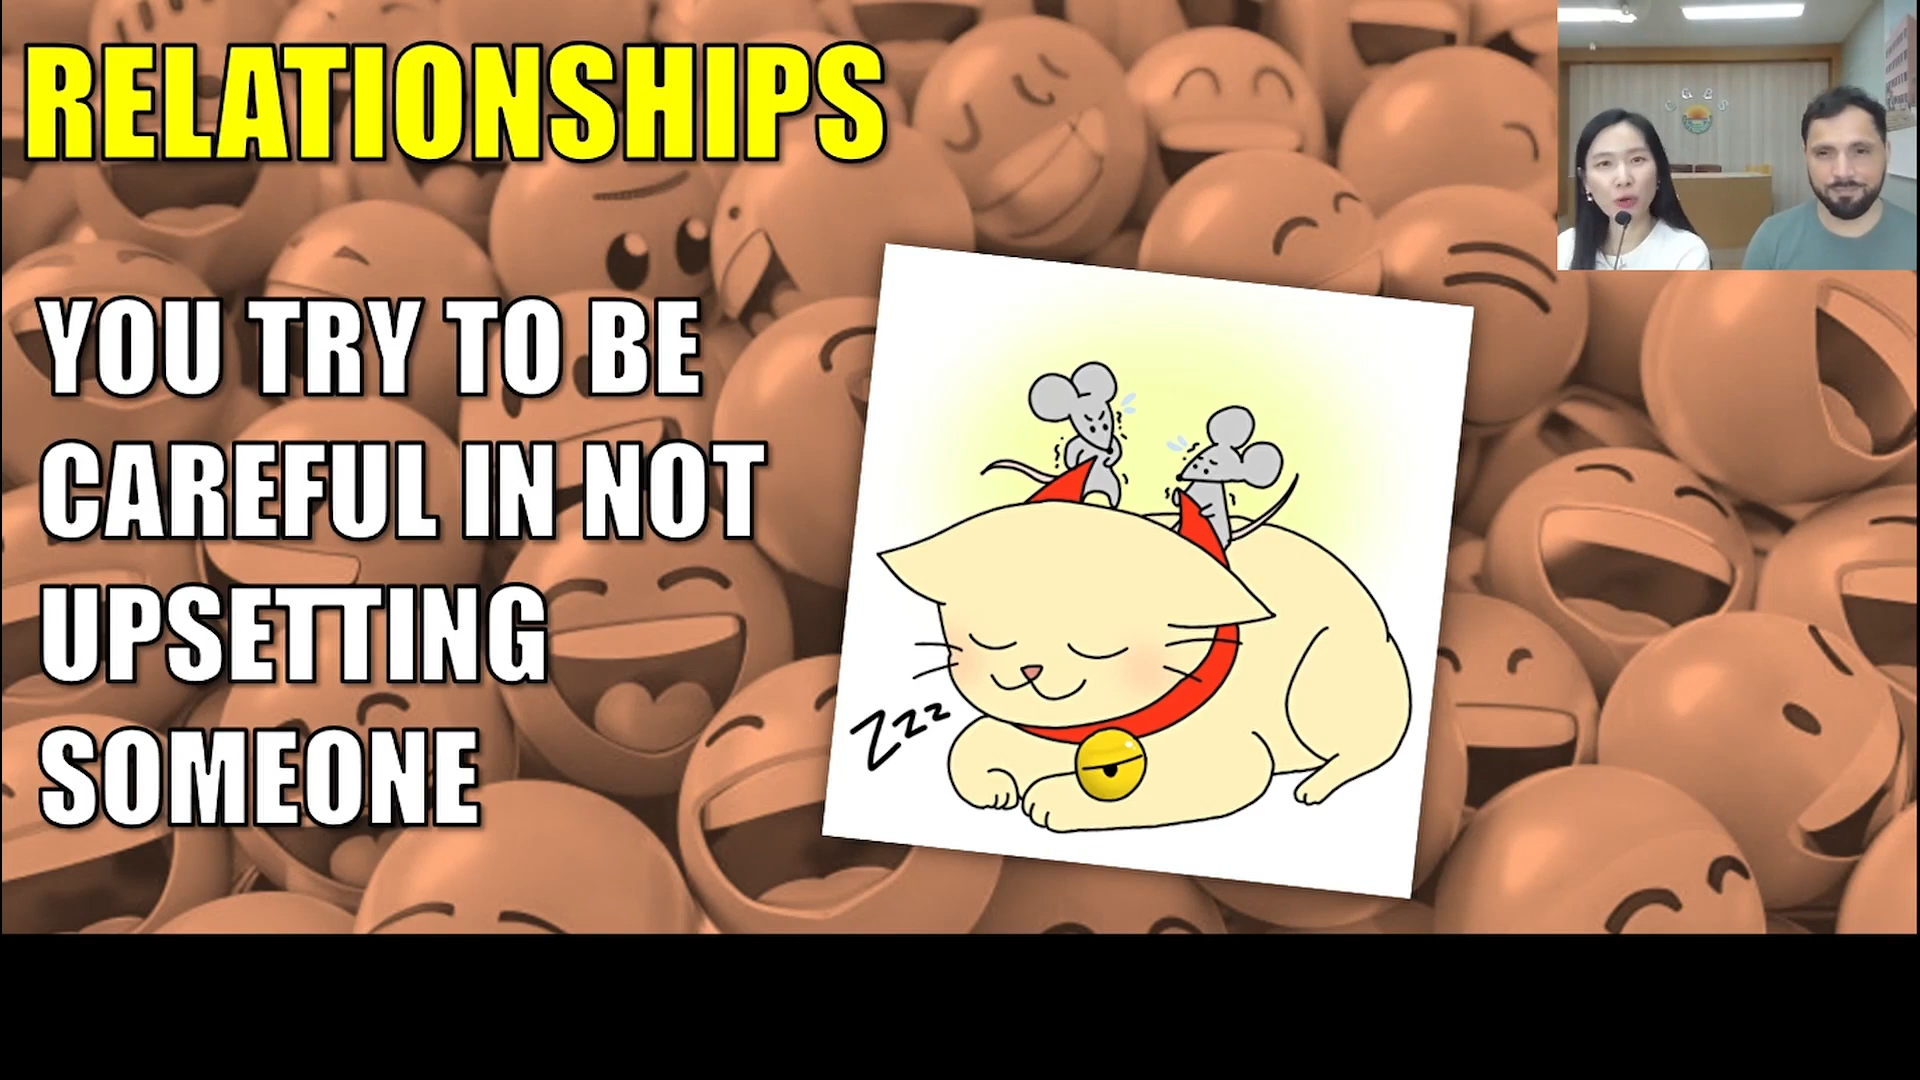 RELATIONSHIPS
YOU TRY TO BE
CAREFUL IN NOT
UPSETTING
SOMEONE
Zzz